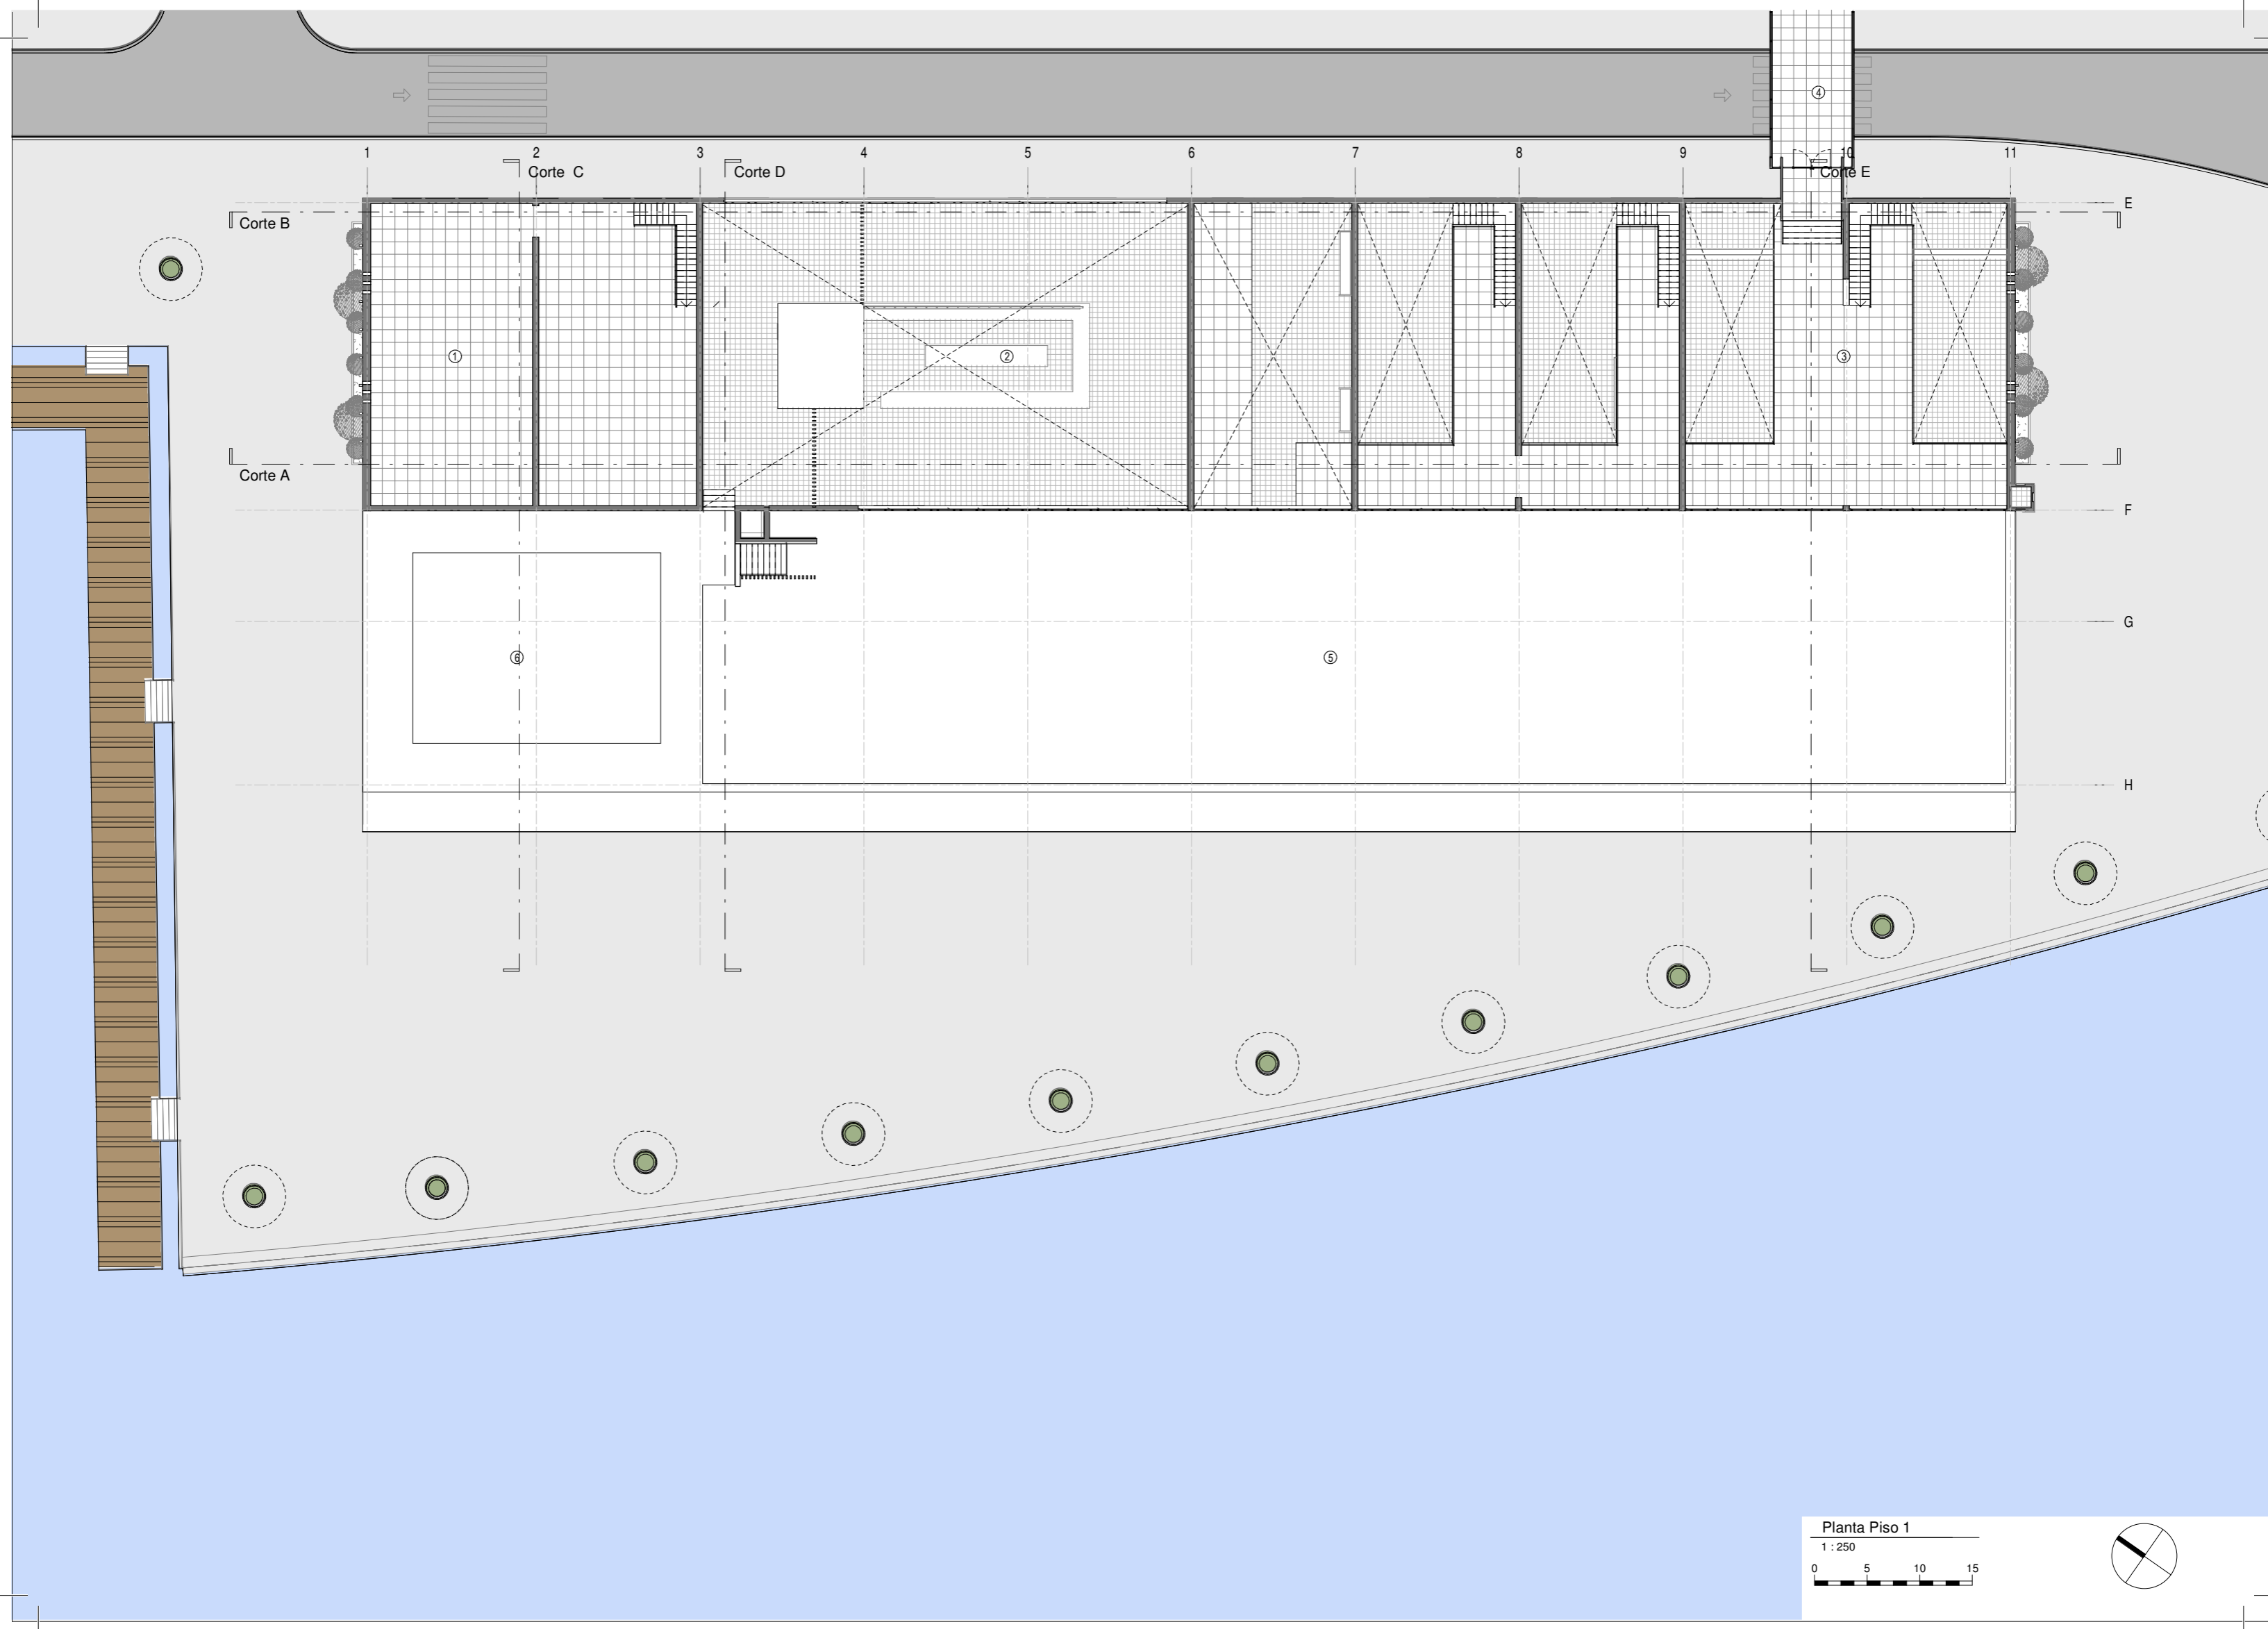 4
1 2 3 4 5 6 7 8 9 10 11
Corte C Corte D Corte E
E
Corte B
1 2 3
Corte A
F
G
6 5
H
Planta Piso 1
1 : 250
0 5 10 15